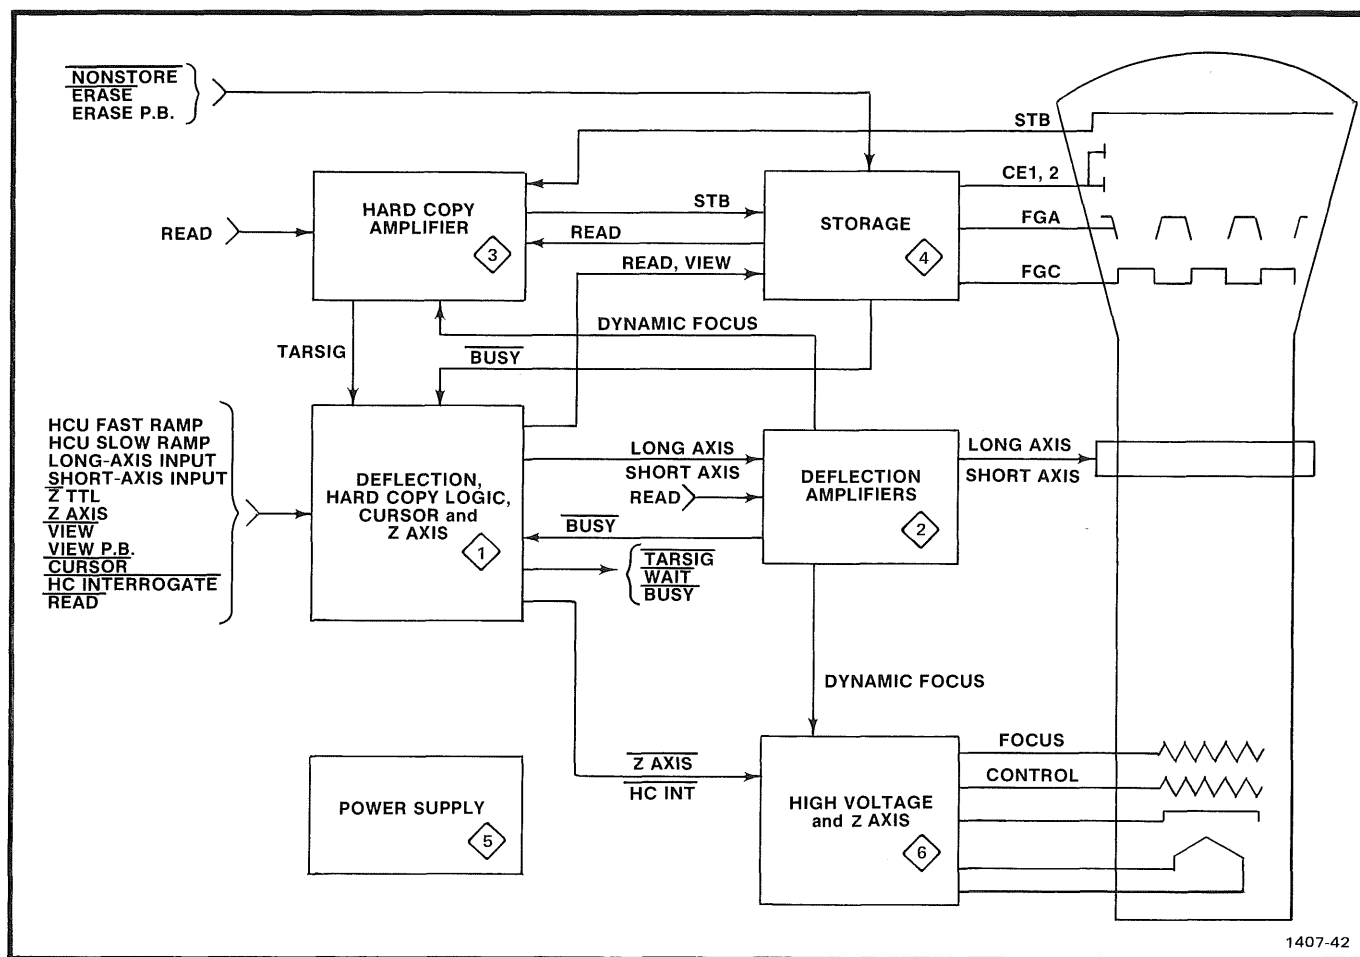 NONSTORE
ERASE
ERASE P.B.
STB
CE1, 2
FGA
FGC
READ
HARD COPY
AMPLIFIER
3
STB
READ
READ, VIEW
STORAGE
4
DYNAMIC FOCUS
TARSIG
BUSY
HCU FAST RAMP
HCU SLOW RAMP
LONG-AXIS INPUT
SHORT-AXIS INPUT
Z TTL
Z AXIS
VIEW
VIEW P.B.
CURSOR
HC INTERROGATE
READ
DEFLECTION,
HARD COPY LOGIC,
CURSOR and
Z AXIS
1
LONG AXIS
SHORT AXIS
READ
BUSY
TARSIG
WAIT
BUSY
DEFLECTION
AMPLIFIERS
2
LONG AXIS
SHORT AXIS
DYNAMIC FOCUS
POWER SUPPLY
5
Z AXIS
HC INT
HIGH VOLTAGE
and Z AXIS
6
FOCUS
CONTROL
1407-42